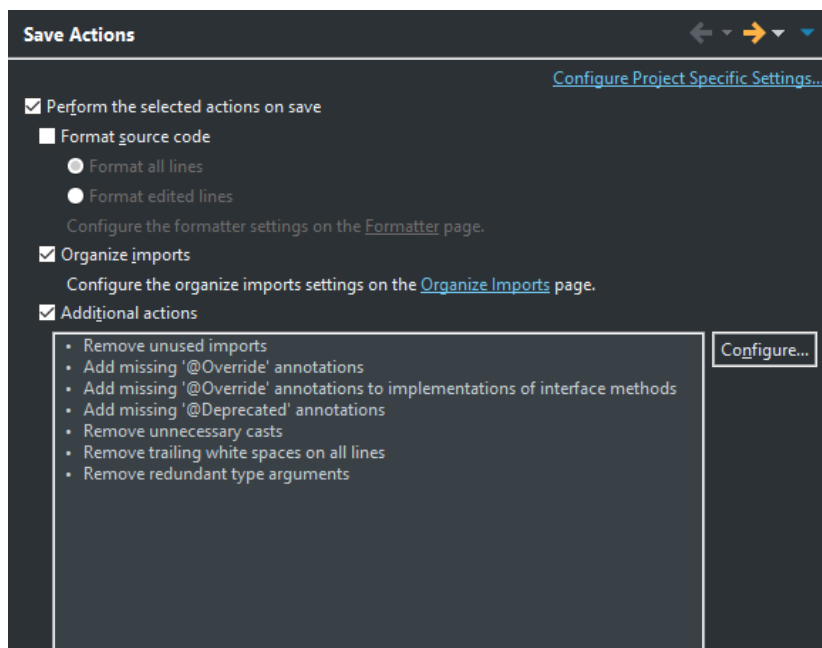 Save Actions
Configure Project Specific Settings...
Perform the selected actions on save
Format source code
Format all lines
Format edited lines
Configure the formatter settings on the Formatter page.
Organize imports
Configure the organize imports settings on the Organize Imports page.
Additional actions
• Remove unused imports
• Add missing '@Override' annotations
• Add missing '@Override' annotations to implementations of interface methods
• Add missing '@Deprecated' annotations
• Remove unnecessary casts
• Remove trailing white spaces on all lines
• Remove redundant type arguments
Configure...